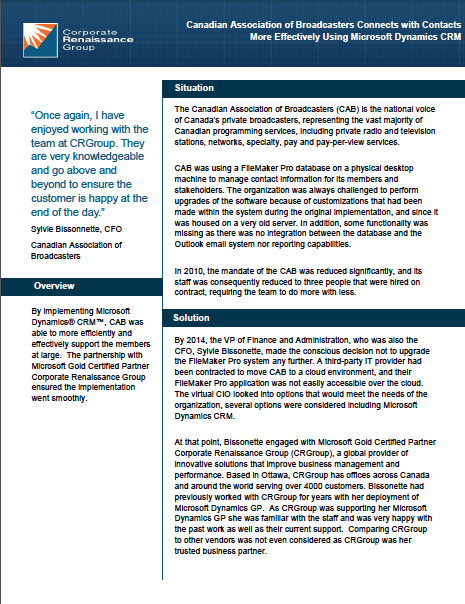 Corporate
Renaissance
Group
Canadian Association of Broadcasters Connects with Contacts
More Effectively Using Microsoft Dynamics CRM
“Once again, I have
enjoyed working with the
team at CRGroup. They
are very knowledgeable
and go above and
beyond to ensure the
customer is happy at the
end of the day.”
Sylvie Bissonnette, CFO
Canadian Association of
Broadcasters
Overview
By implementing Microsoft
Dynamics® CRM™, CAB was
able to more efficiently and
effectively support the members
at large. The partnership with
Microsoft Gold Certified Partner
Corporate Renaissance Group
ensured the implementation
went smoothly.
Situation
The Canadian Association of Broadcasters (CAB) is the national voice
of Canada's private broadcasters, representing the vast majority of
Canadian programming services, including private radio and television
stations, networks, specialty, pay and pay-per-view services.
CAB was using a FileMaker Pro database on a physical desktop
machine to manage contact information for its members and
stakeholders. The organization was always challenged to perform
upgrades of the software because of customizations that had been
made within the system during the original implementation, and since it
was housed on a very old server. In addition, some functionality was
missing as there was no integration between the database and the
Outlook email system nor reporting capabilities.
In 2010, the mandate of the CAB was reduced significantly, and its
staff was consequently reduced to three people that were hired on
contract, requiring the team to do more with less.
Solution
By 2014, the VP of Finance and Administration, who was also the
CFO, Sylvie Bissonette, made the conscious decision not to upgrade
the FileMaker Pro system any further. A third-party IT provider had
been contracted to move CAB to a cloud environment, and their
FileMaker Pro application was not easily accessible over the cloud.
The virtual CIO looked into options that would meet the needs of the
organization, several options were considered including Microsoft
Dynamics CRM.
At that point, Bissonette engaged with Microsoft Gold Certified Partner
Corporate Renaissance Group (CRGroup), a global provider of
innovative solutions that improve business management and
performance. Based in Ottawa, CRGroup has offices across Canada
and around the world serving over 4000 customers. Bissonette had
previously worked with CRGroup for years with her deployment of
Microsoft Dynamics GP. As CRGroup was supporting her Microsoft
Dynamics GP she was familiar with the staff and was very happy with
the past work as well as their current support. Comparing CRGroup
to other vendors was not even considered as CRGroup was her
trusted business partner.